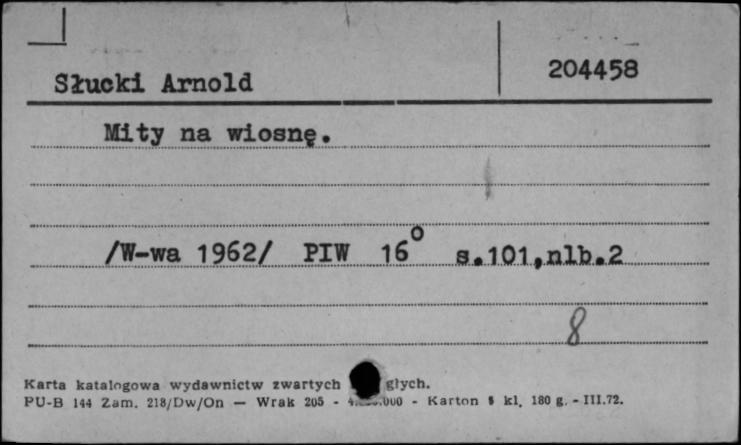 Słucki Arnold 204458
Mity na wiosnę.
/W-wa 1962/ PIW 16° s.101,nlb.2
8
Karta katalogowa wydawnictw zwartych głych.
PU-B 144 Zam. 218/Dw/On — Wrak 205 - - Karton kl. 180 g. - III.72.